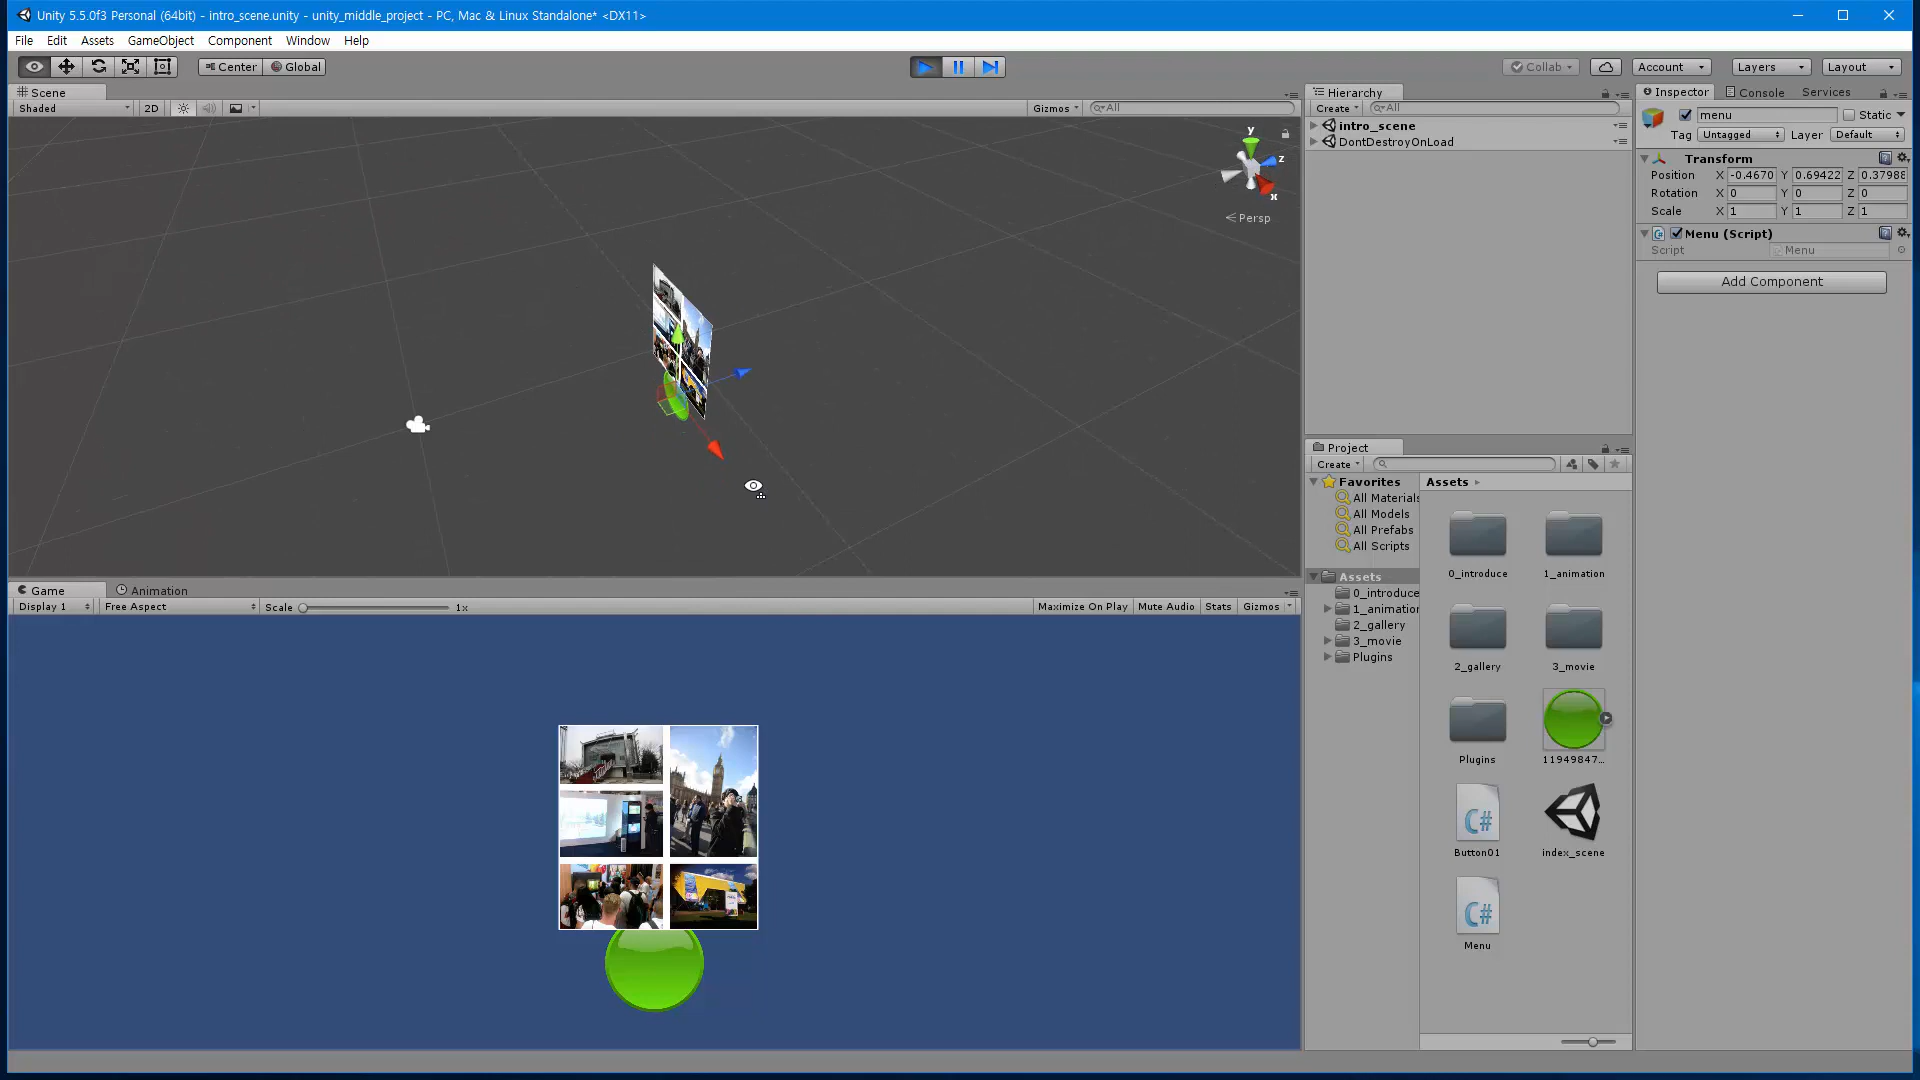 Unity 5.5.0f3 Personal (64bit) - intro_scene.unity - unity_middle_project - PC, Mac & Linux Standalone* <DX11>
File Edit Assets GameObject Component Window Help
Center Global Collab Account Layers Layout
Scene
Shaded 2D Gizmos All
y
z
x
Persp
Hierarchy
Create All
intro_scene
DontDestroyOnLoad
Inspector Console Services
menu Static
Tag Untagged Layer Default
Transform
Position X -0.4670 Y 0.69422 Z 0.37988
Rotation X 0 Y 0 Z 0
Scale X 1 Y 1 Z 1
Menu (Script)
Script Menu
Add Component
Project
Create
Favorites
All Materials
All Models
All Prefabs
All Scripts
Assets
0_introduce
1_animation
2_gallery
3_movie
Plugins
Assets
0_introduce 1_animation
2_gallery 3_movie
Plugins 11949847...
C#
Button01 index_scene
C#
Menu
Game Animation
Display 1 Free Aspect Scale 1x Maximize On Play Mute Audio Stats Gizmos